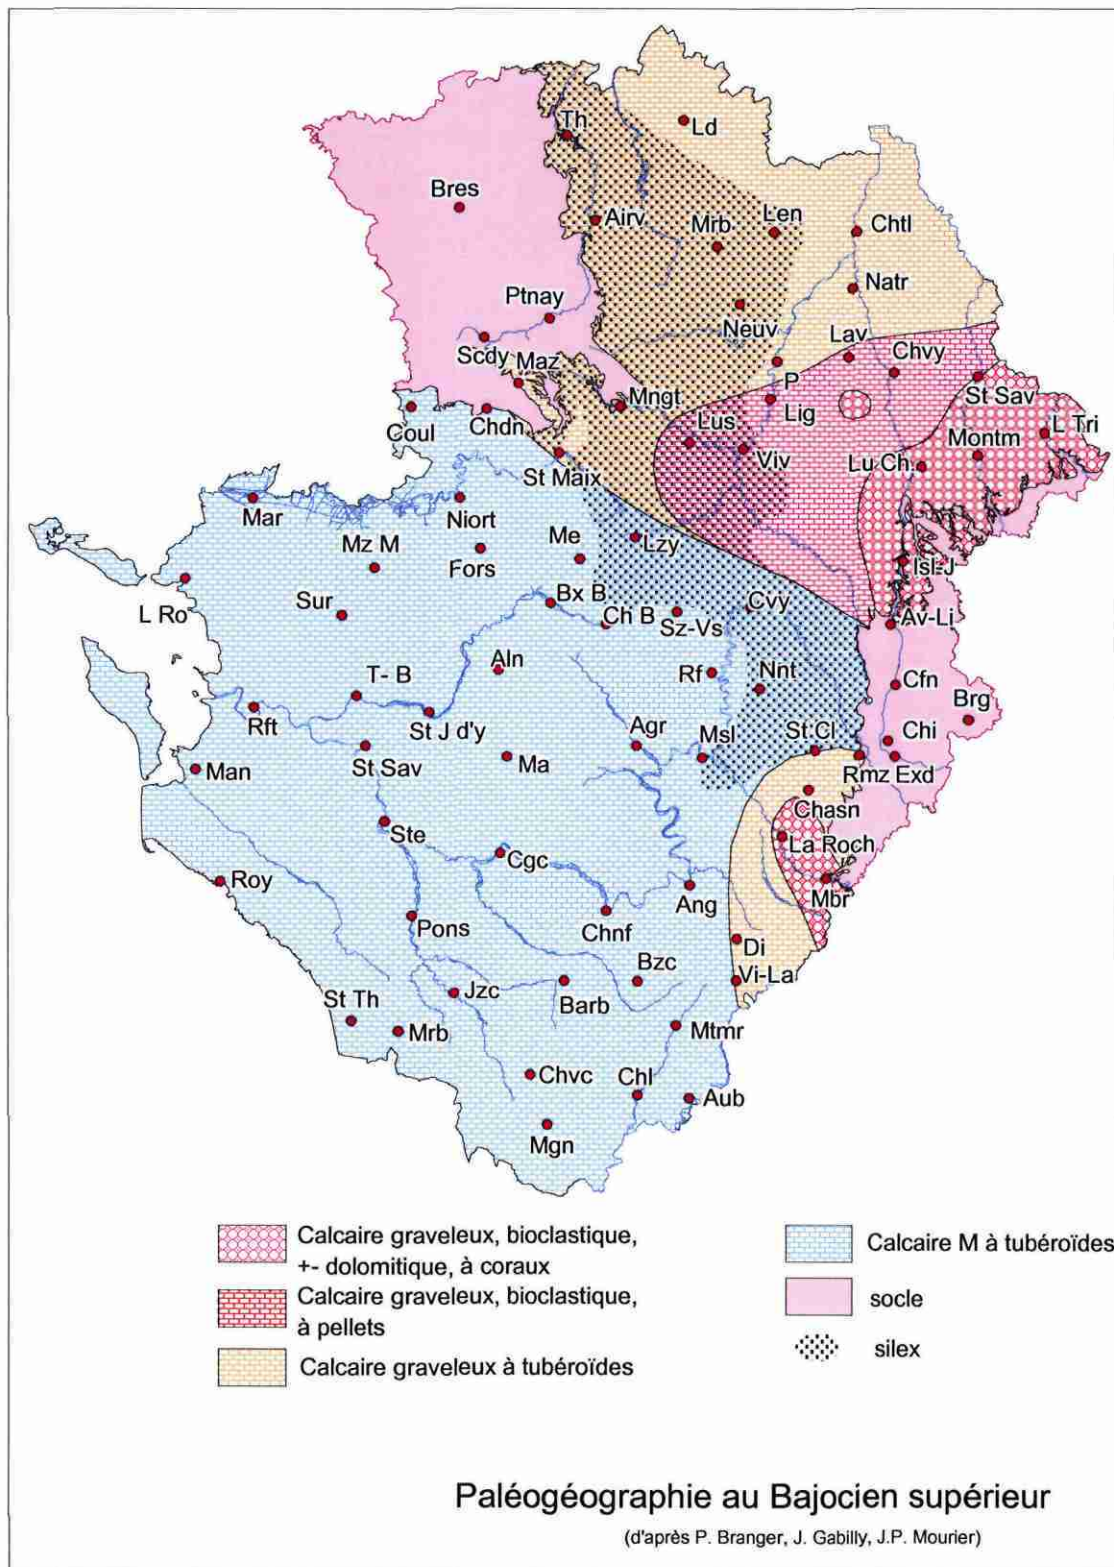 Th
Ld
Bres
Airv
Mrb
Len
Chtl
Ptnay
Natr
Neuv
Scdy
Maz
Lav
Chvy
P
Mngt
Lig
St Sav
Coul
Chdn
Lus
L Tri
Montm
Viv
Lu Ch
St Maix
Mar
Niort
Mz M
Fors
Me
Lzy
IsI J
L Ro
Sur
Bx B
Ch B
Sz-Vs
Cvy
Av-Li
Aln
Rf
Nnt
Cfn
Brg
T- B
Rft
St J d'y
Agr
Msl
St Cl
Chi
St Sav
Ma
Man
Rmz Exd
Chasn
Ste
La Roch
Cgc
Roy
Ang
Mbr
Pons
Chnf
Di
Bzc
Vi-La
Jzc
Barb
St Th
Mrb
Mtmr
Chvc
Chl
Aub
Mgn
Calcaire graveleux, bioclastique,
+- dolomitique, à coraux
Calcaire graveleux, bioclastique,
à pellets
Calcaire graveleux à tubéroïdes
Calcaire M à tubéroïdes
socle
silex
Paléogéographie au Bajocien supérieur
(d'après P. Branger, J. Gabilly, J.P. Mourier)